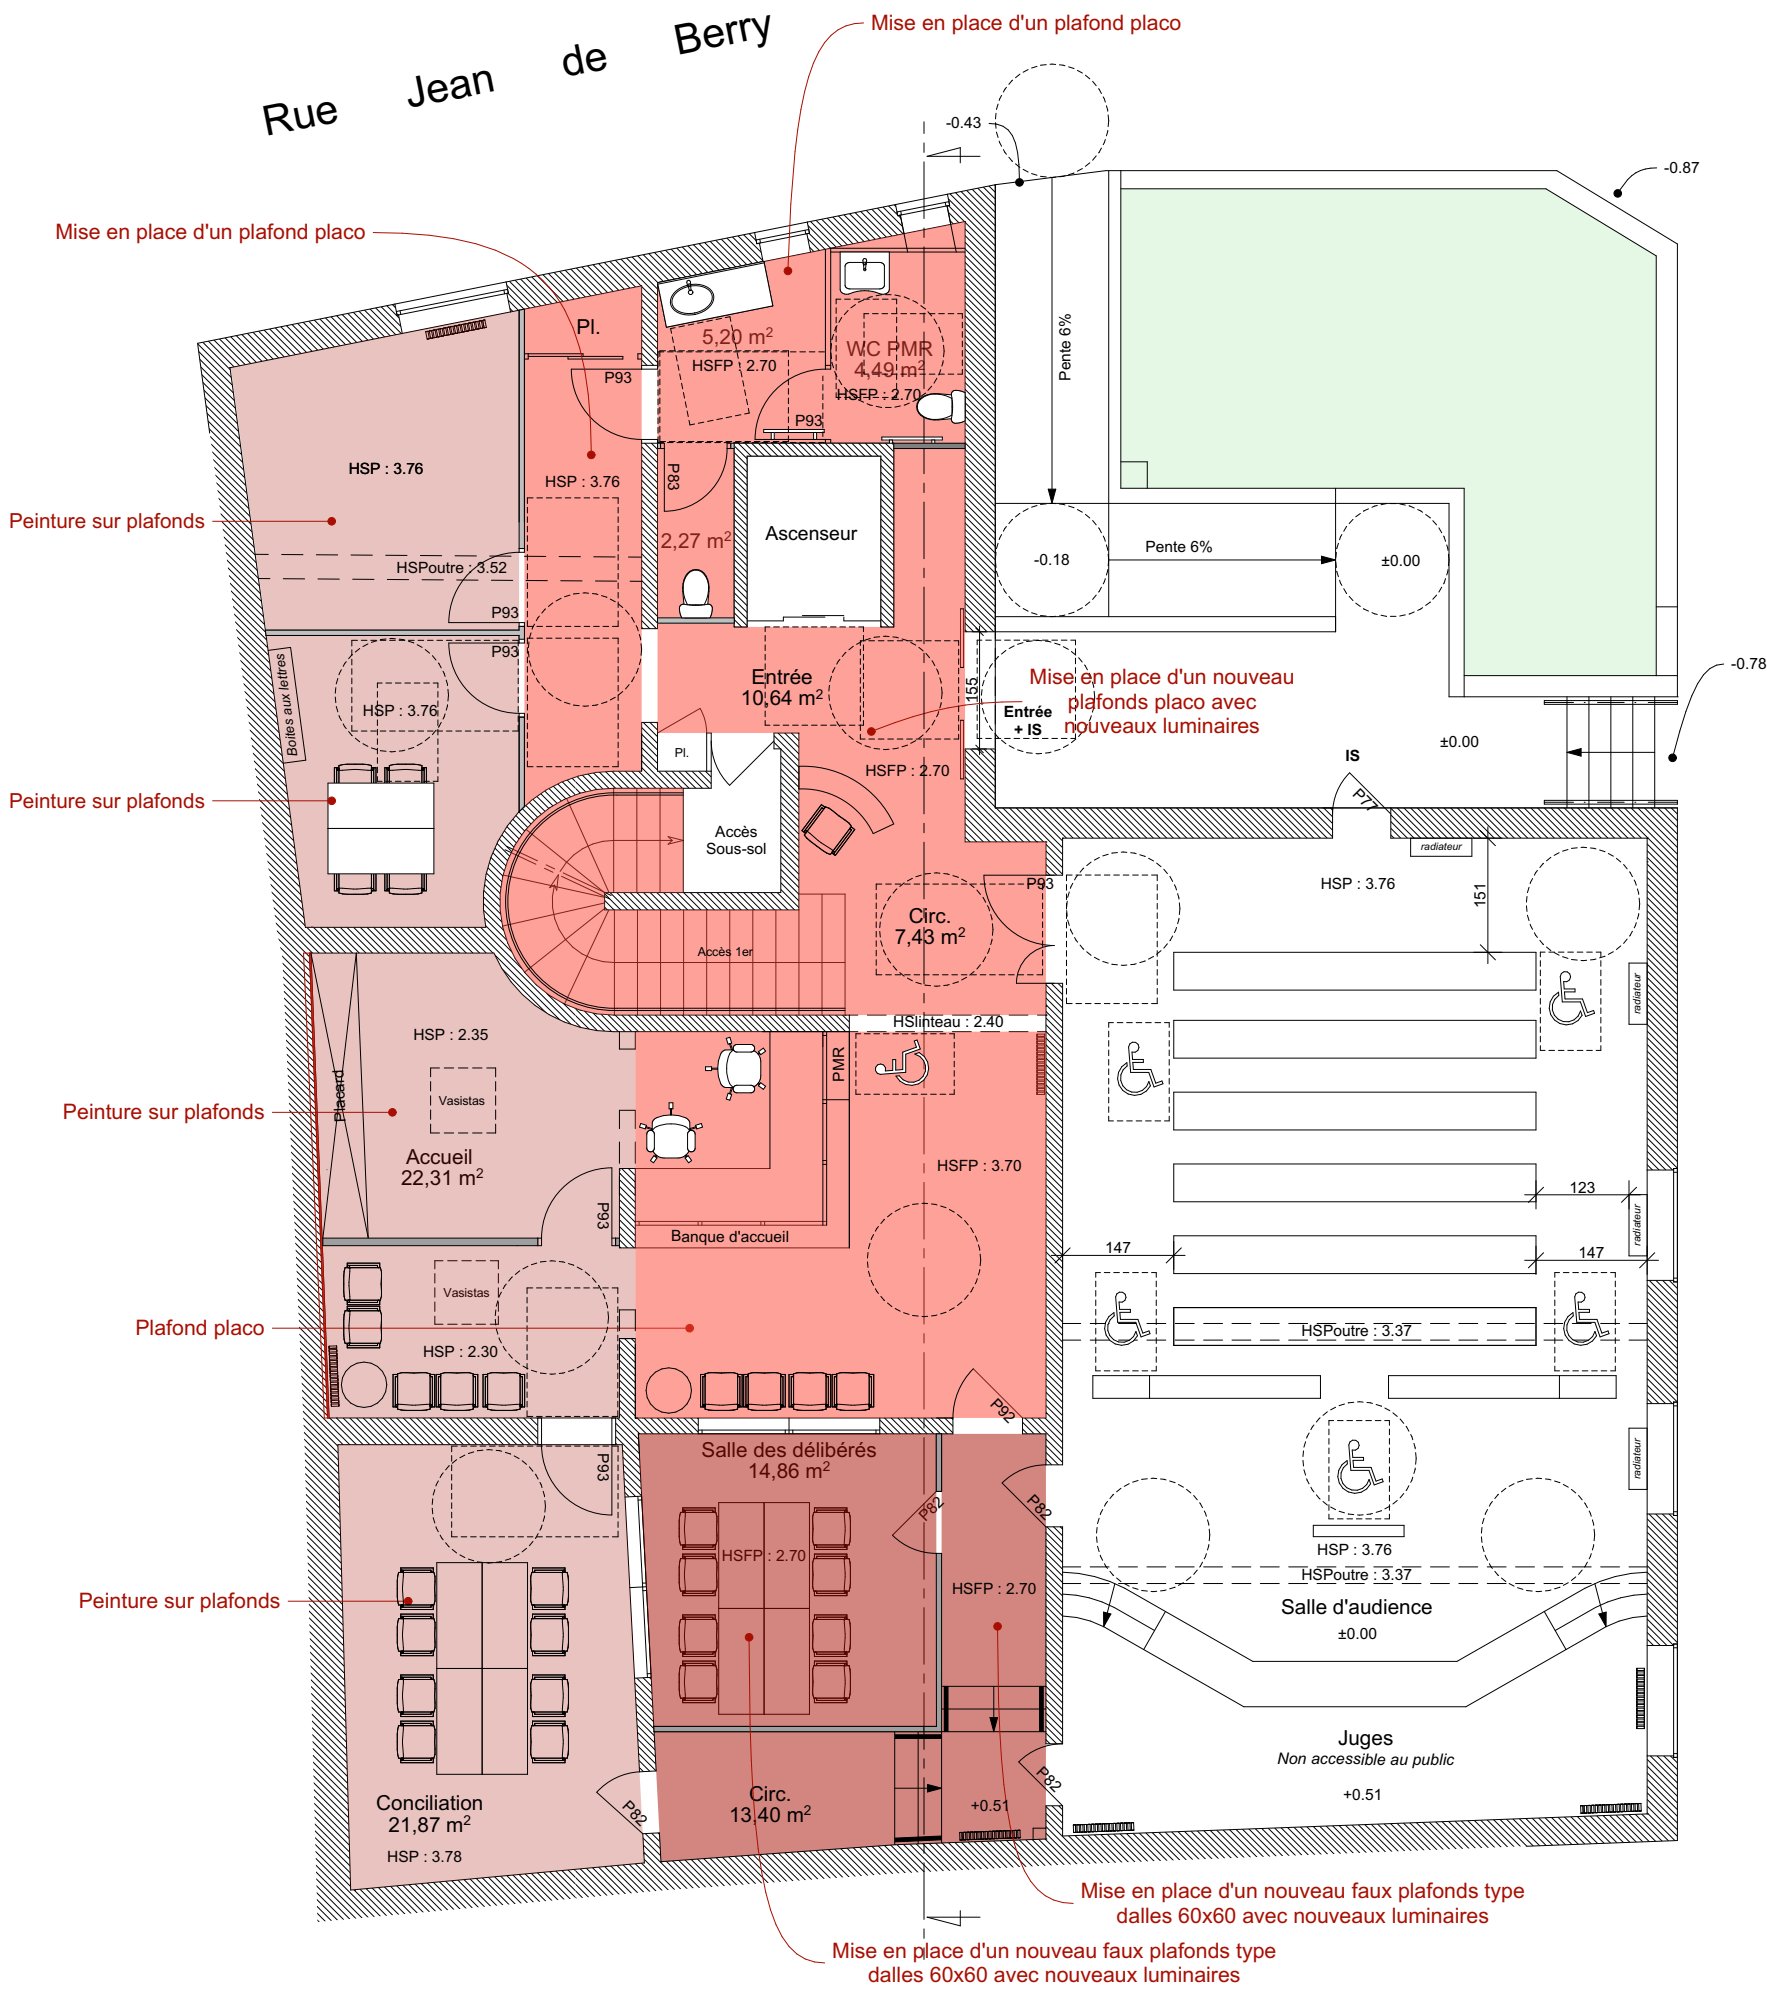 Rue Jean de Berry
Mise en place d'un plafond placo
-0.43
-0.87
Mise en place d'un plafond placo
Pl.
5,20 m²
HSFP : 2.70
WC PMR
4,49 m²
HSFP : 2.70
P93
P93
Pente 6%
HSP : 3.76
HSP : 3.76
P83
Peinture sur plafonds
2,27 m²
Ascenseur
-0.18
Pente 6%
±0.00
HSPoutre : 3.52
P93
P93
Boites aux lettres
HSP : 3.76
Entrée
10,64 m²
155
Entrée
+ IS
Mise en place d'un nouveau
plafonds placo avec
nouveaux luminaires
-0.78
±0.00
IS
P77
Pl.
HSFP : 2.70
Peinture sur plafonds
Accès
Sous-sol
radiateur
HSP : 3.76
151
P93
Circ.
7,43 m²
Accès 1er
radiateur
HSlinteau : 2.40
HSP : 2.35
PMR
Placard
Vasistas
Peinture sur plafonds
Accueil
22,31 m²
HSFP : 3.70
P93
123
radiateur
Banque d'accueil
147
147
Vasistas
Plafond placo
HSP : 2.30
HSPoutre : 3.37
P92
Salle des délibérés
14,86 m²
P93
radiateur
P82
P82
HSFP : 2.70
HSP : 3.76
HSPoutre : 3.37
HSFP : 2.70
Peinture sur plafonds
Salle d'audience
±0.00
Juges
Non accessible au public
+0.51
P82
Conciliation
21,87 m²
P82
Circ.
13,40 m²
+0.51
HSP : 3.78
Mise en place d'un nouveau faux plafonds type
dalles 60x60 avec nouveaux luminaires
Mise en place d'un nouveau faux plafonds type
dalles 60x60 avec nouveaux luminaires